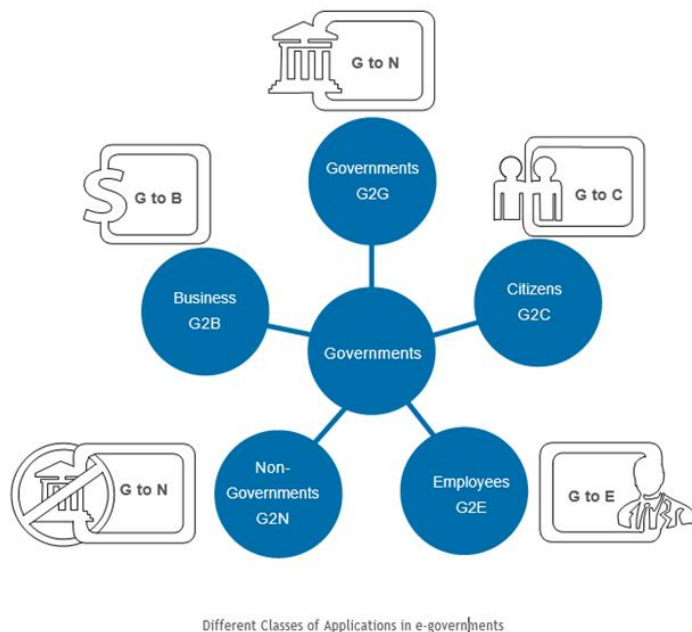 G to N
Governments
G2G
G to B
G to C
Business
G2B
Citizens
G2C
Governments
Non-
Governments
G2N
G to N
Employees
G2E
G to E
Different Classes of Applications in e-governments